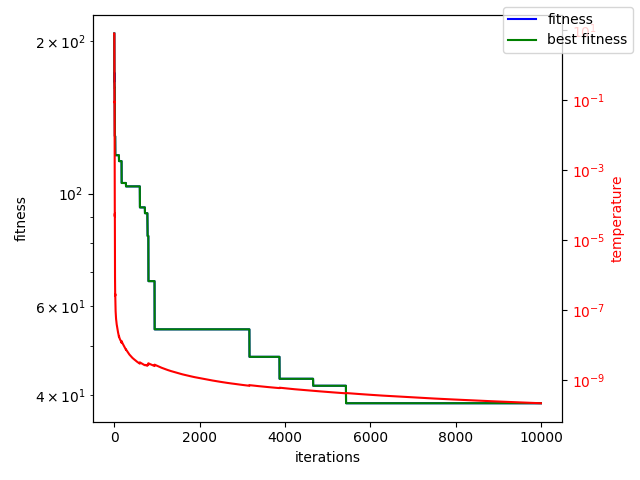 fitness
best fitness
2 × 10²
10²
6 × 10¹
4 × 10¹
fitness
10¹
10⁻¹
10⁻³
10⁻⁵
10⁻⁷
10⁻⁹
temperature
0 2000 4000 6000 8000 10000
iterations